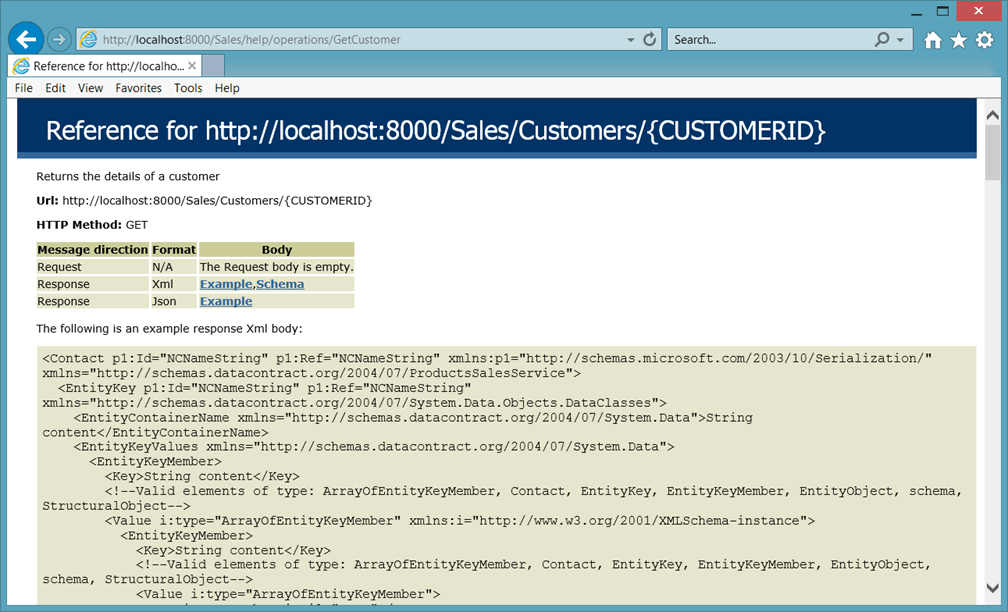 http://localhost:8000/Sales/help/operations/GetCustomer
Search...
Reference for http://localho...
File Edit View Favorites Tools Help
Reference for http://localhost:8000/Sales/Customers/{CUSTOMERID}
Returns the details of a customer
Url: http://localhost:8000/Sales/Customers/{CUSTOMERID}
HTTP Method: GET
Message direction Format Body
Request N/A The Request body is empty.
Response Xml Example,Schema
Response Json Example
The following is an example response Xml body:
<Contact p1:Id="NCNameString" p1:Ref="NCNameString" xmlns:p1="http://schemas.microsoft.com/2003/10/Serialization/"
xmlns="http://schemas.datacontract.org/2004/07/ProductsSalesService">
<EntityKey p1:Id="NCNameString" p1:Ref="NCNameString"
xmlns="http://schemas.datacontract.org/2004/07/System.Data.Objects.DataClasses">
<EntityContainerName xmlns="http://schemas.datacontract.org/2004/07/System.Data">String
content</EntityContainerName>
<EntityKeyValues xmlns="http://schemas.datacontract.org/2004/07/System.Data">
<EntityKeyMember>
<Key>String content</Key>
<!--Valid elements of type: ArrayOfEntityKeyMember, Contact, EntityKey, EntityKeyMember, EntityObject, schema,
StructuralObject-->
<Value i:type="ArrayOfEntityKeyMember" xmlns:i="http://www.w3.org/2001/XMLSchema-instance">
<EntityKeyMember>
<Key>String content</Key>
<!--Valid elements of type: ArrayOfEntityKeyMember, Contact, EntityKey, EntityKeyMember, EntityObject,
schema, StructuralObject-->
<Value i:type="ArrayOfEntityKeyMember">